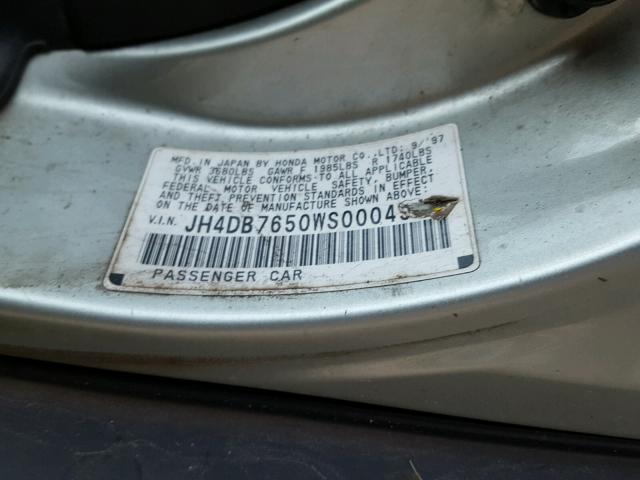 MFD. IN JAPAN BY HONDA MOTOR CO.,LTD: 9/'97
GVWR 3680LBS GAWR F 1985LBS R 1740LBS
THIS VEHICLE CONFORMS TO ALL APPLICABLE
FEDERAL MOTOR VEHICLE SAFETY, BUMPER,
AND THEFT PREVENTION STANDARDS IN EFFECT
ON THE DATE OF MANUFACTURE SHOWN ABOVE:
V.I.N. JH4DB7650WS00049
PASSENGER CAR